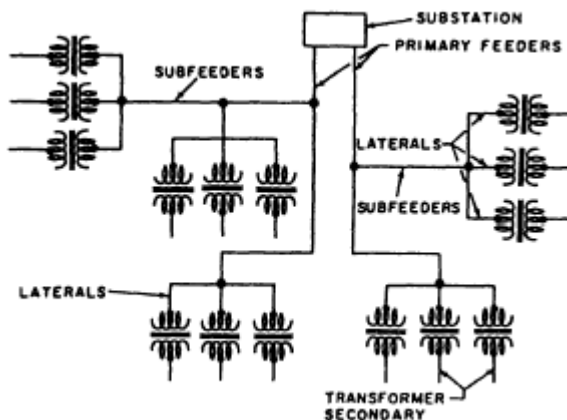 SUBSTATION
PRIMARY FEEDERS
SUBFEEDERS
LATERALS
SUBFEEDERS
LATERALS
TRANSFORMER
SECONDARY